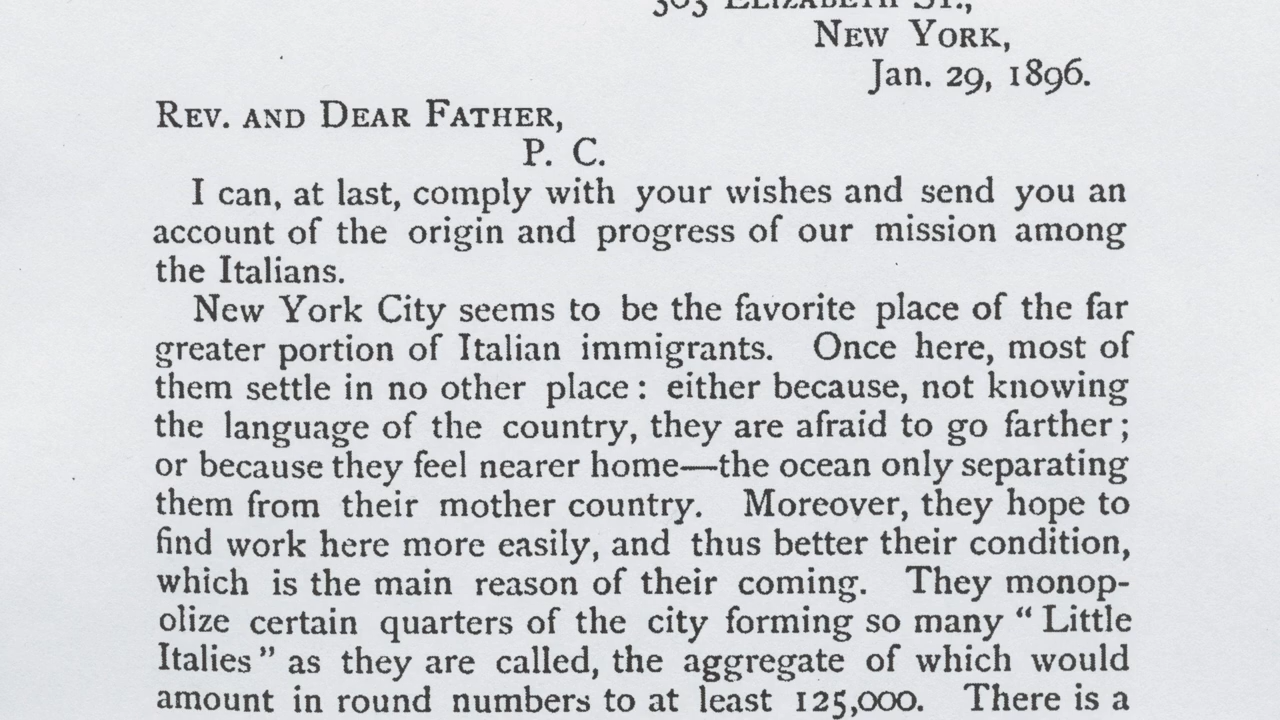 303 ELIZABETH ST.,
NEW YORK,
Jan. 29, 1896.
REV. AND DEAR FATHER,
P. C.
I can, at last, comply with your wishes and send you an
account of the origin and progress of our mission among
the Italians.
New York City seems to be the favorite place of the far
greater portion of Italian immigrants. Once here, most of
them settle in no other place : either because, not knowing
the language of the country, they are afraid to go farther ;
or because they feel nearer home—the ocean only separating
them from their mother country. Moreover, they hope to
find work here more easily, and thus better their condition,
which is the main reason of their coming. They monop-
olize certain quarters of the city forming so many “ Little
Italies ” as they are called, the aggregate of which would
amount in round numbers to at least 125,000. There is a